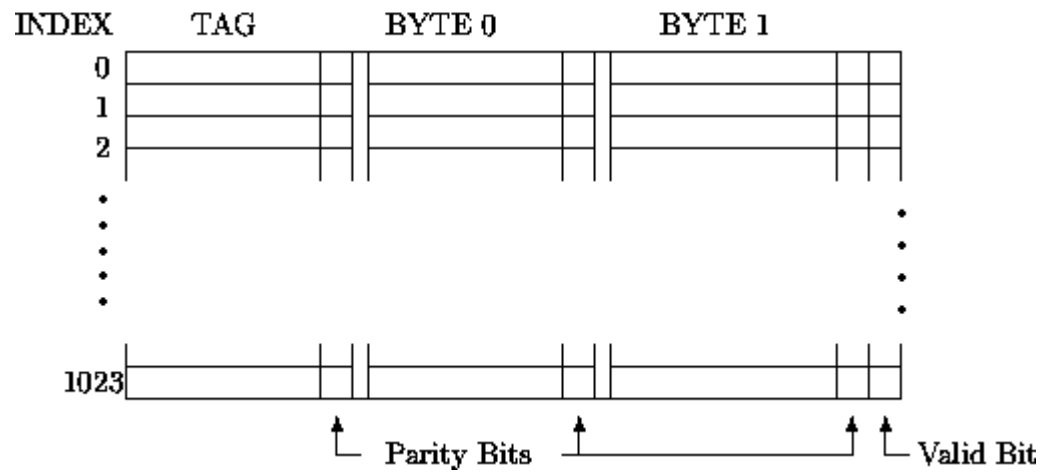 INDEX TAG BYTE 0 BYTE 1
0
1
2
1023
Parity Bits Valid Bit